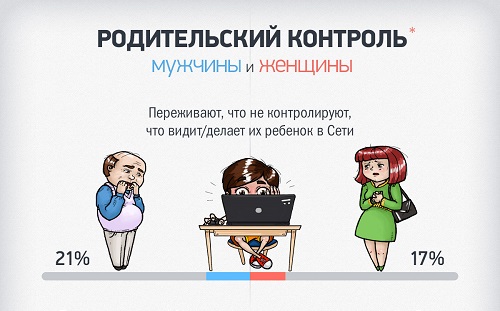 РОДИТЕЛЬСКИЙ КОНТРОЛЬ*
мужчины и женщины
Переживают, что не контролируют,
что видит/делает их ребенок в Сети
21% 17%